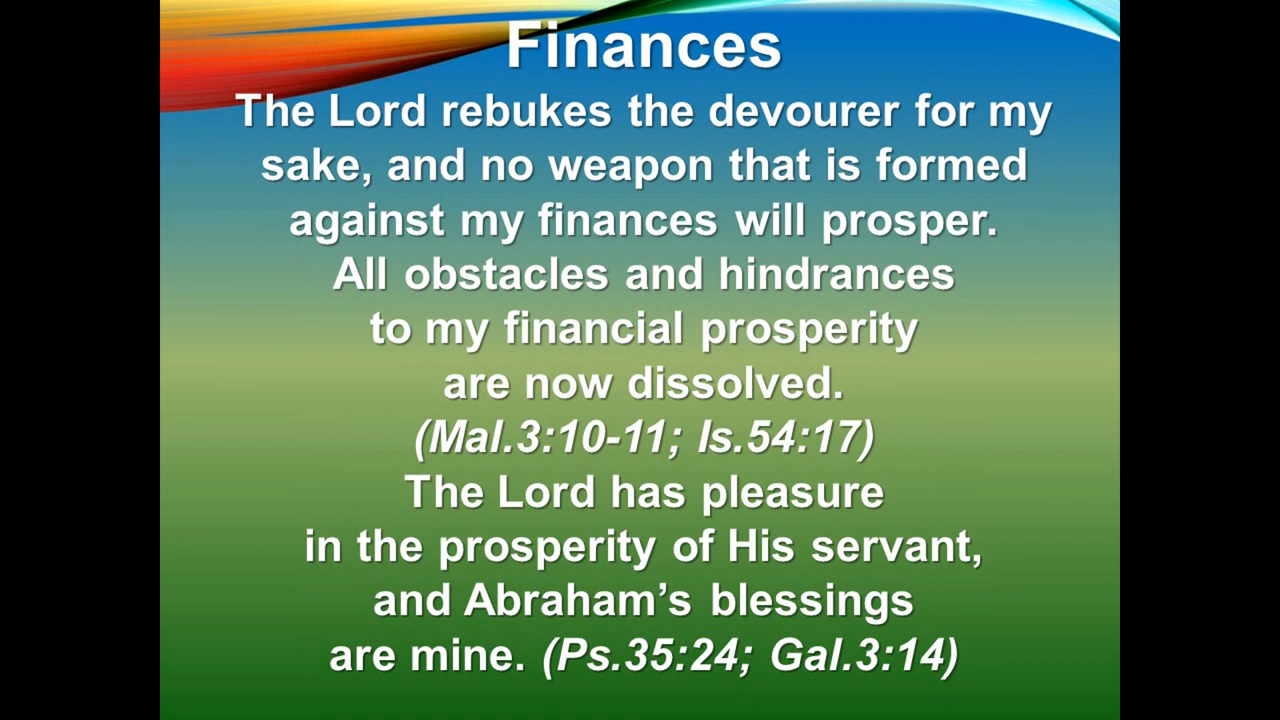 Finances
The Lord rebukes the devourer for my
sake, and no weapon that is formed
against my finances will prosper.
All obstacles and hindrances
to my financial prosperity
are now dissolved.
(Mal.3:10-11; Is.54:17)
The Lord has pleasure
in the prosperity of His servant,
and Abraham’s blessings
are mine. (Ps.35:24; Gal.3:14)